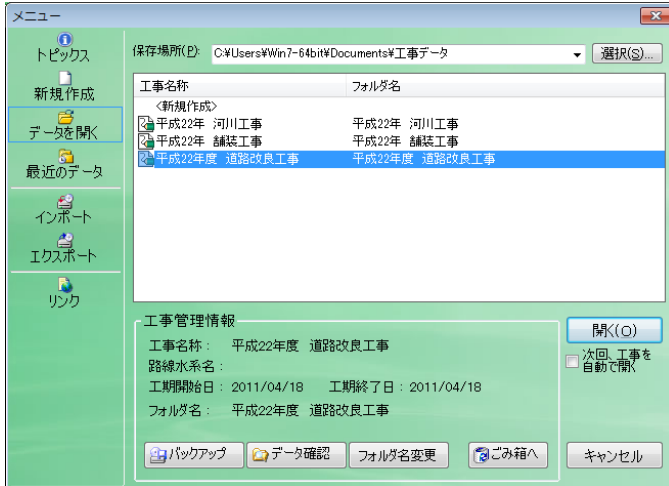 メニュー
トピックス
新規作成
データを開く
最近のデータ
インポート
エクスポート
リンク
保存場所(P): C:¥Users¥Win7-64bit¥Documents¥工事データ 選択(S)...
工事名称 フォルダ名
<新規作成>
平成22年 河川工事 平成22年 河川工事
平成22年 舗装工事 平成22年 舗装工事
平成22年度 道路改良工事 平成22年度 道路改良工事
工事管理情報
工事名称: 平成22年度 道路改良工事
路線水系名:
工期開始日: 2011/04/18 工期終了日: 2011/04/18
フォルダ名: 平成22年度 道路改良工事
バックアップ データ確認 フォルダ名変更 ごみ箱へ
開く(O)
次回、工事を
自動で開く
キャンセル